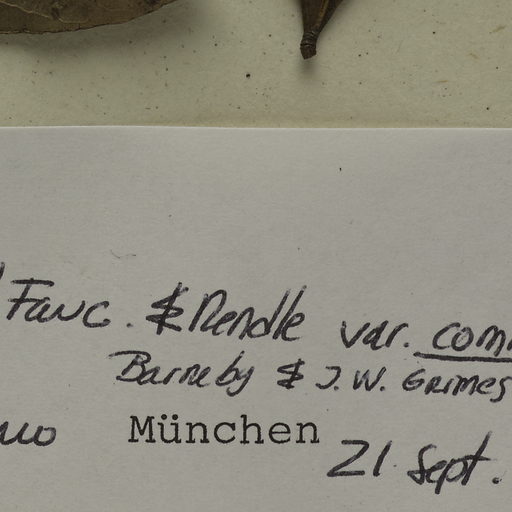 Fawc. & Rendle var. com
Barneby & J.W. Grimes
München 21. Sept.